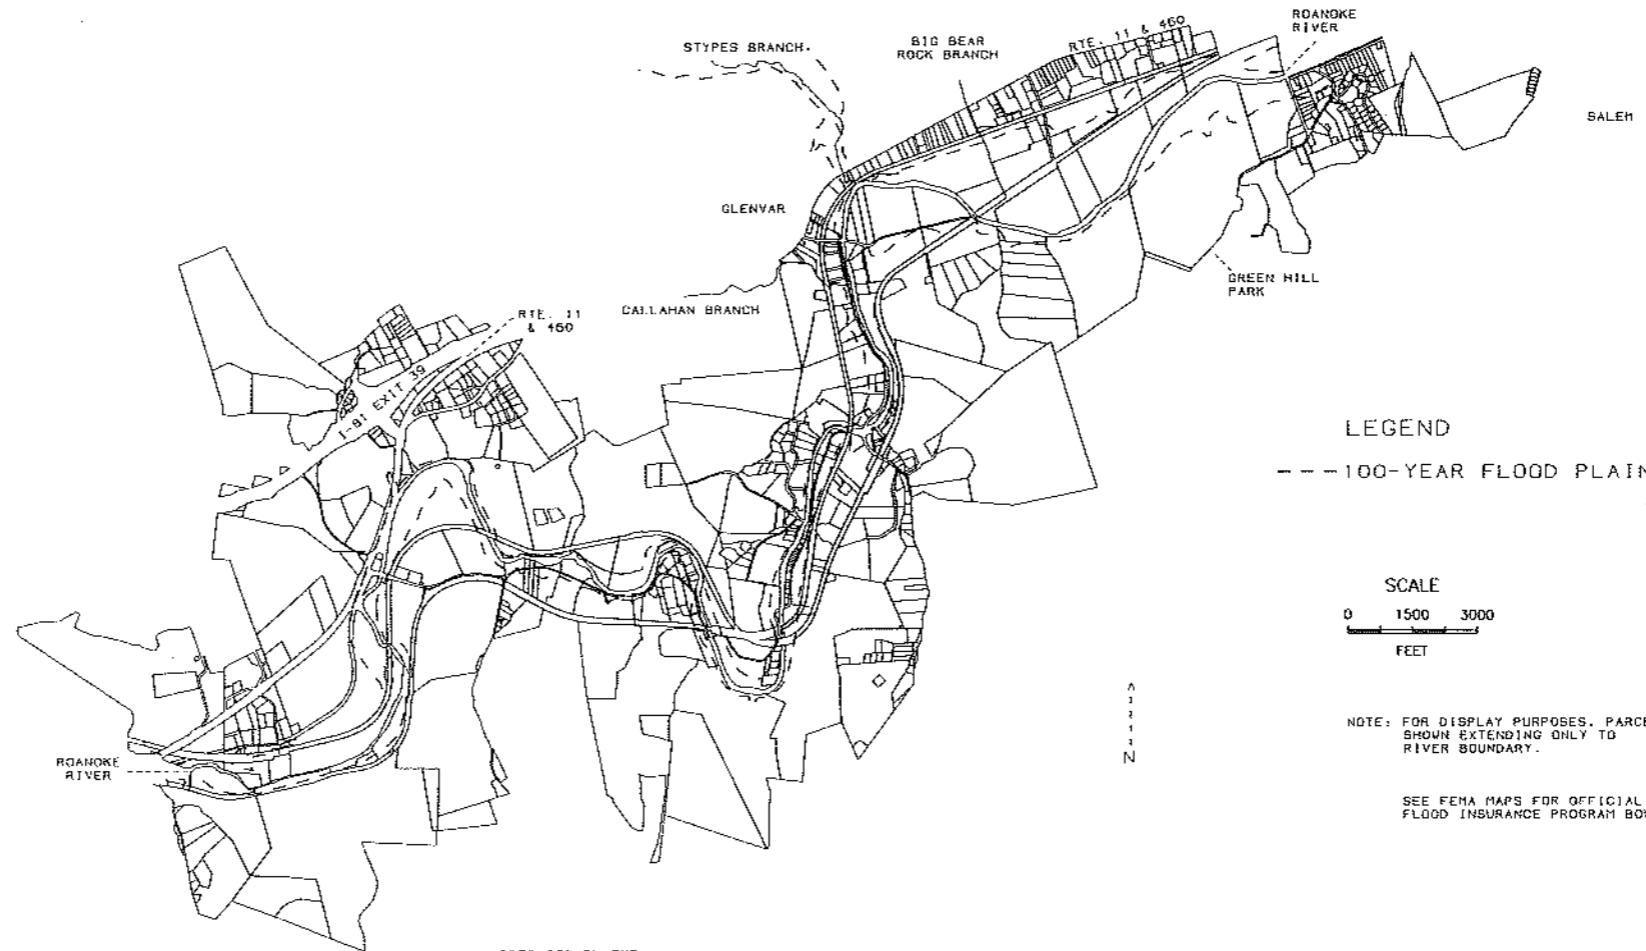 ROANOKE
RIVER
RTE. 11 & 460
BIG BEAR
ROCK BRANCH
STYPES BRANCH.
SALEM
GLENVAR
GREEN HILL
PARK
CALLAHAN BRANCH
RTE. 11
& 460
I-81 EXIT 39
LEGEND
--- 100-YEAR FLOOD PLAIN
SCALE
0 1500 3000
FEET
N
NOTE: FOR DISPLAY PURPOSES. PARCE
SHOWN EXTENDING ONLY TO
RIVER BOUNDARY.
ROANOKE
RIVER
SEE FEMA MAPS FOR OFFICIAL
FLOOD INSURANCE PROGRAM BO